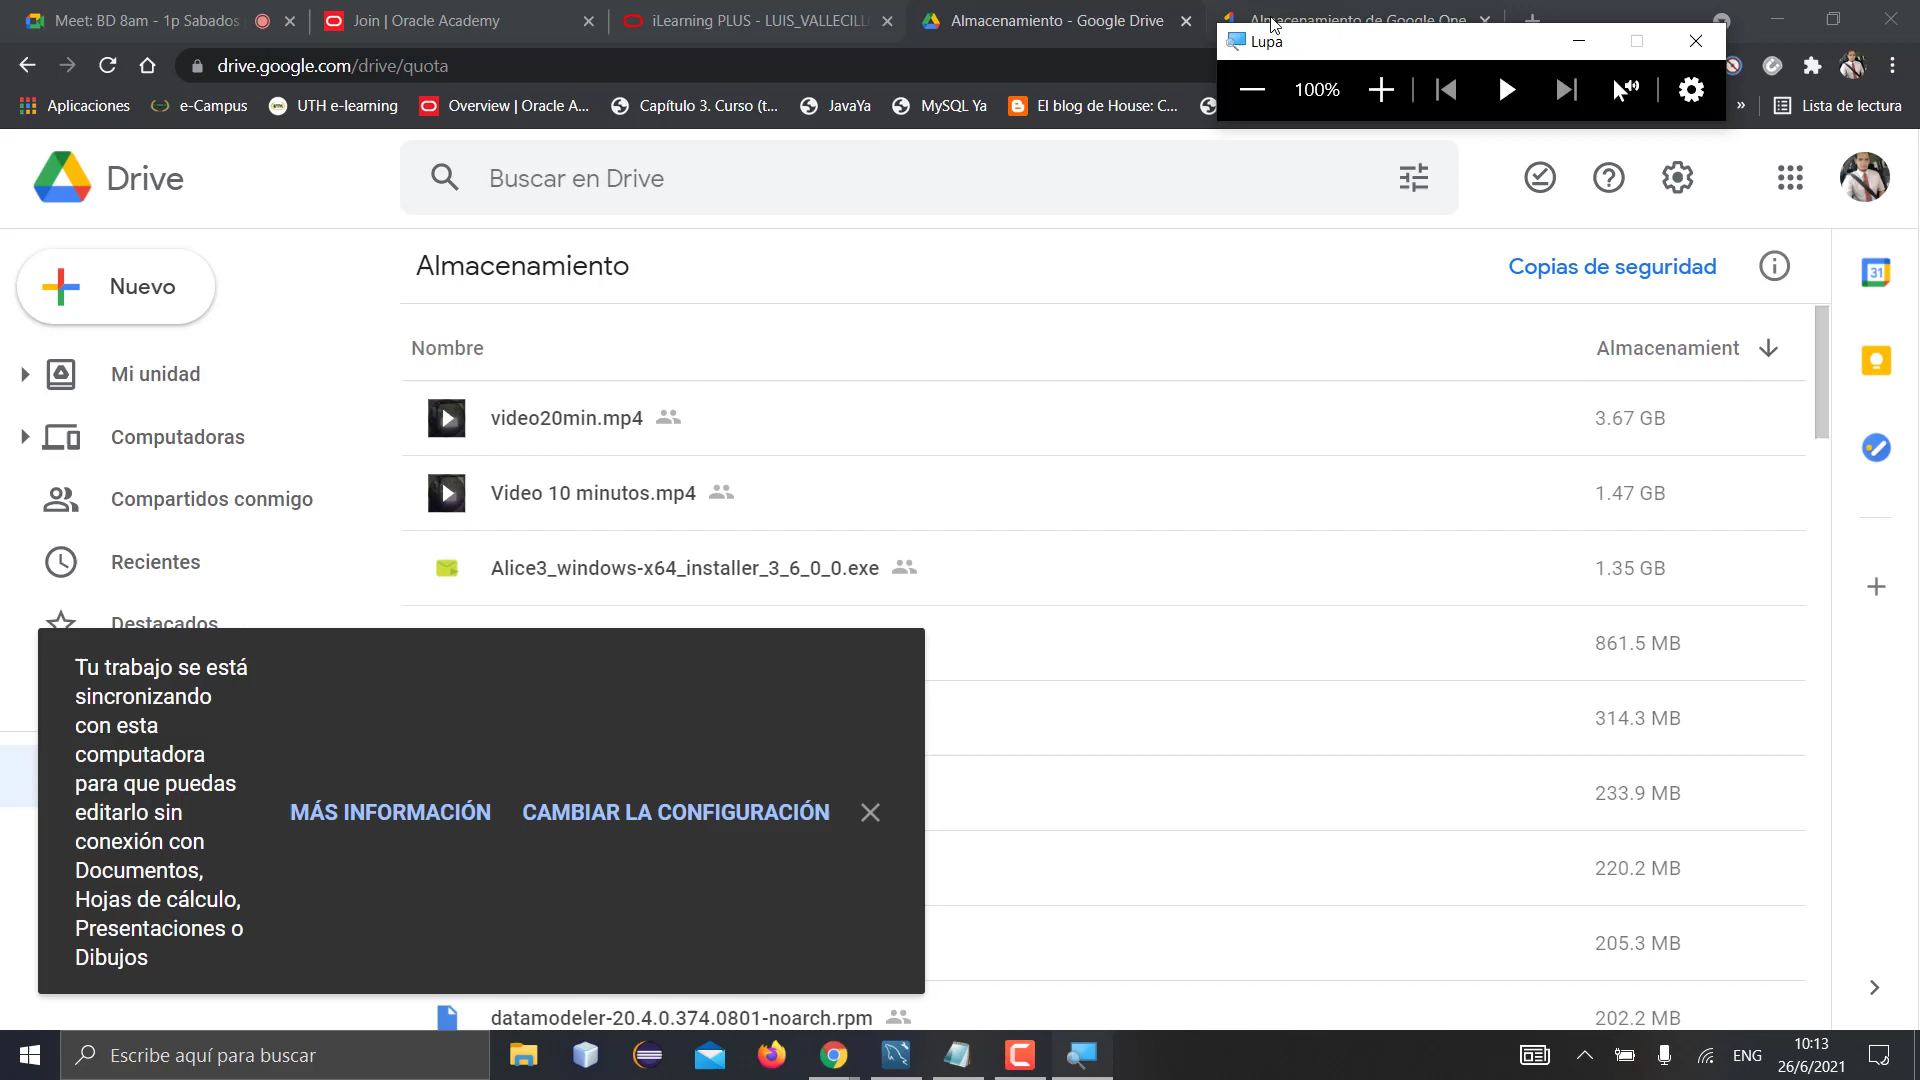 Meet: BD 8am - 1p Sabados
Join | Oracle Academy
iLearning PLUS - LUIS_VALLECILL
Almacenamiento - Google Drive
Almacenamiento de Google One
Lupa
drive.google.com/drive/quota
100%
Aplicaciones
e-Campus
UTH e-learning
Overview | Oracle A...
Capítulo 3. Curso (t...
JavaYa
MySQL Ya
El blog de House: C...
»
Lista de lectura
Drive
Buscar en Drive
Nuevo
Almacenamiento
Copias de seguridad
31
Nombre
Almacenamient
Mi unidad
Computadoras
Compartidos conmigo
Recientes
Destacados
video20min.mp4
3.67 GB
Video 10 minutos.mp4
1.47 GB
Alice3_windows-x64_installer_3_6_0_0.exe
1.35 GB
861.5 MB
314.3 MB
233.9 MB
220.2 MB
205.3 MB
Tu trabajo se está
sincronizando
con esta
computadora
para que puedas
editarlo sin
conexión con
Documentos,
Hojas de cálculo,
Presentaciones o
Dibujos
MÁS INFORMACIÓN
CAMBIAR LA CONFIGURACIÓN
datamodeler-20.4.0.374.0801-noarch.rpm
202.2 MB
Escribe aquí para buscar
ENG
10:13
26/6/2021